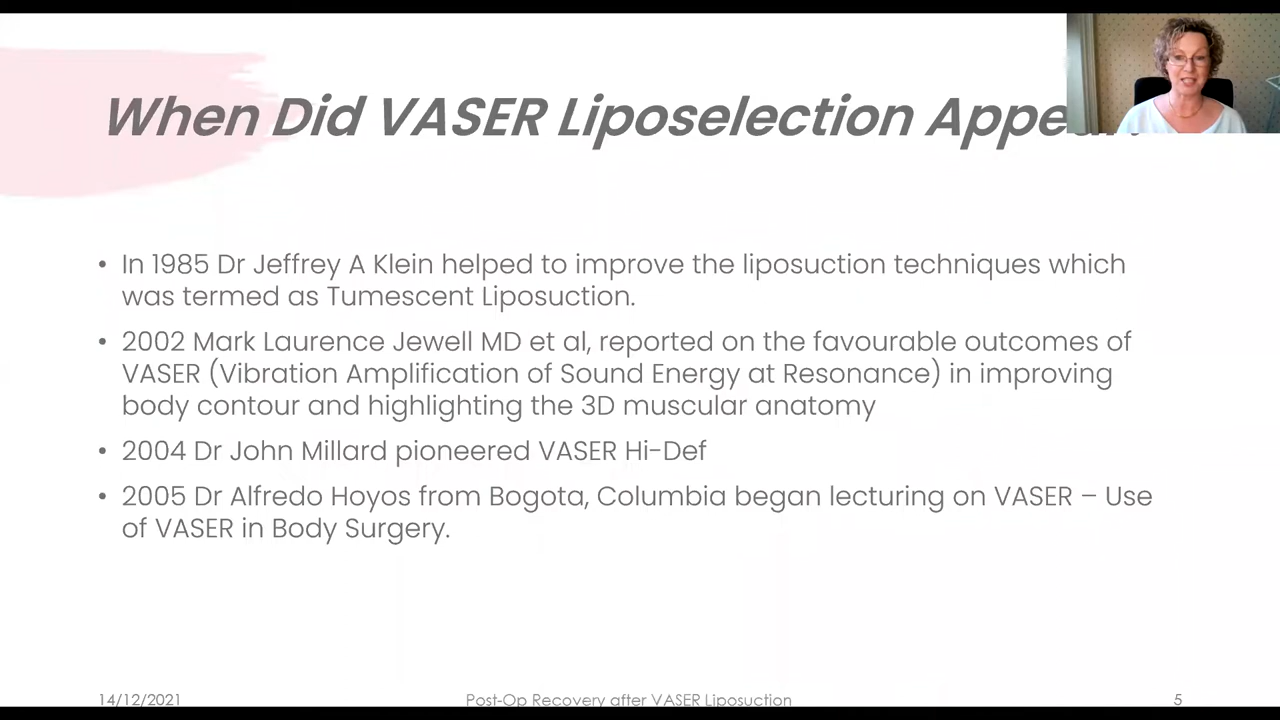 When Did VASER Liposelection
• In 1985 Dr Jeffrey A Klein helped to improve the liposuction techniques which
was termed as Tumescent Liposuction.
• 2002 Mark Laurence Jewell MD et al, reported on the favourable outcomes of
VASER (Vibration Amplification of Sound Energy at Resonance) in improving
body contour and highlighting the 3D muscular anatomy
• 2004 Dr John Millard pioneered VASER Hi-Def
• 2005 Dr Alfredo Hoyos from Bogota, Columbia began lecturing on VASER – Use
of VASER in Body Surgery.
14/12/2021
Post-Op Recovery after VASER Liposuction
5